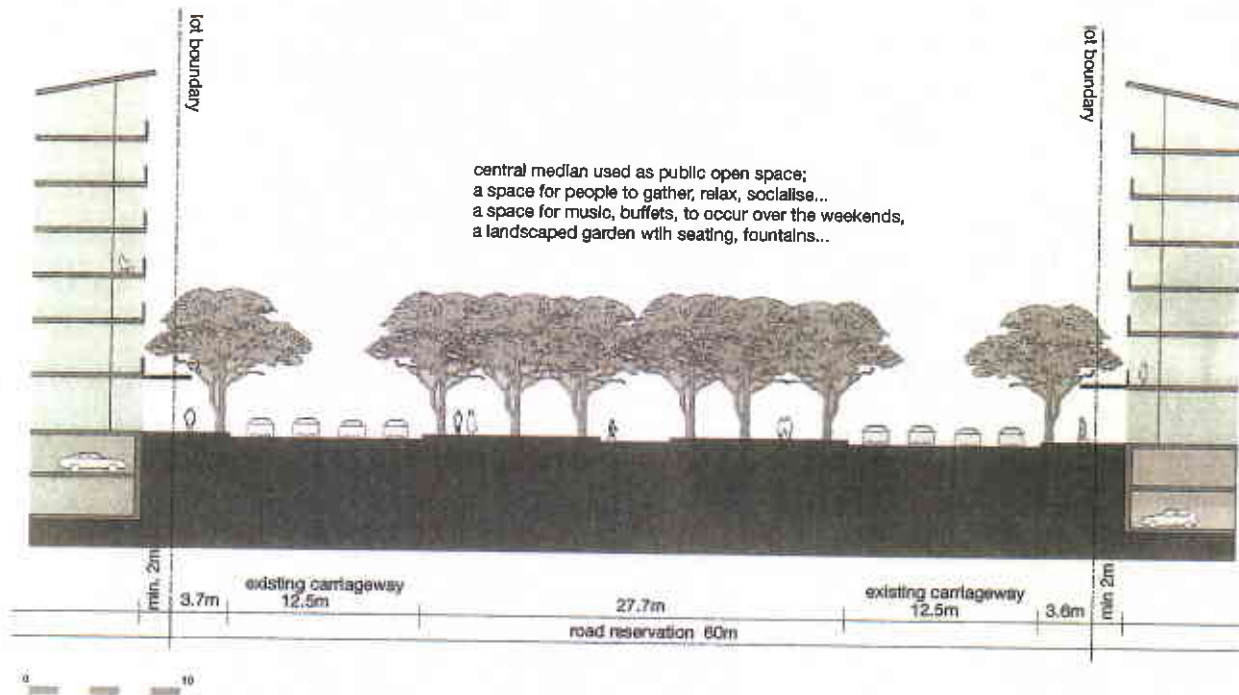 lot boundary
lot boundary
central median used as public open space;
a space for people to gather, relax, socialise...
a space for music, buffets, to occur over the weekends,
a landscaped garden with seating, fountains...
min. 2m
3.7m
existing carriageway
12.5m
27.7m
existing carriageway
12.5m
3.6m
min 2m
road reservation 60m
0
10